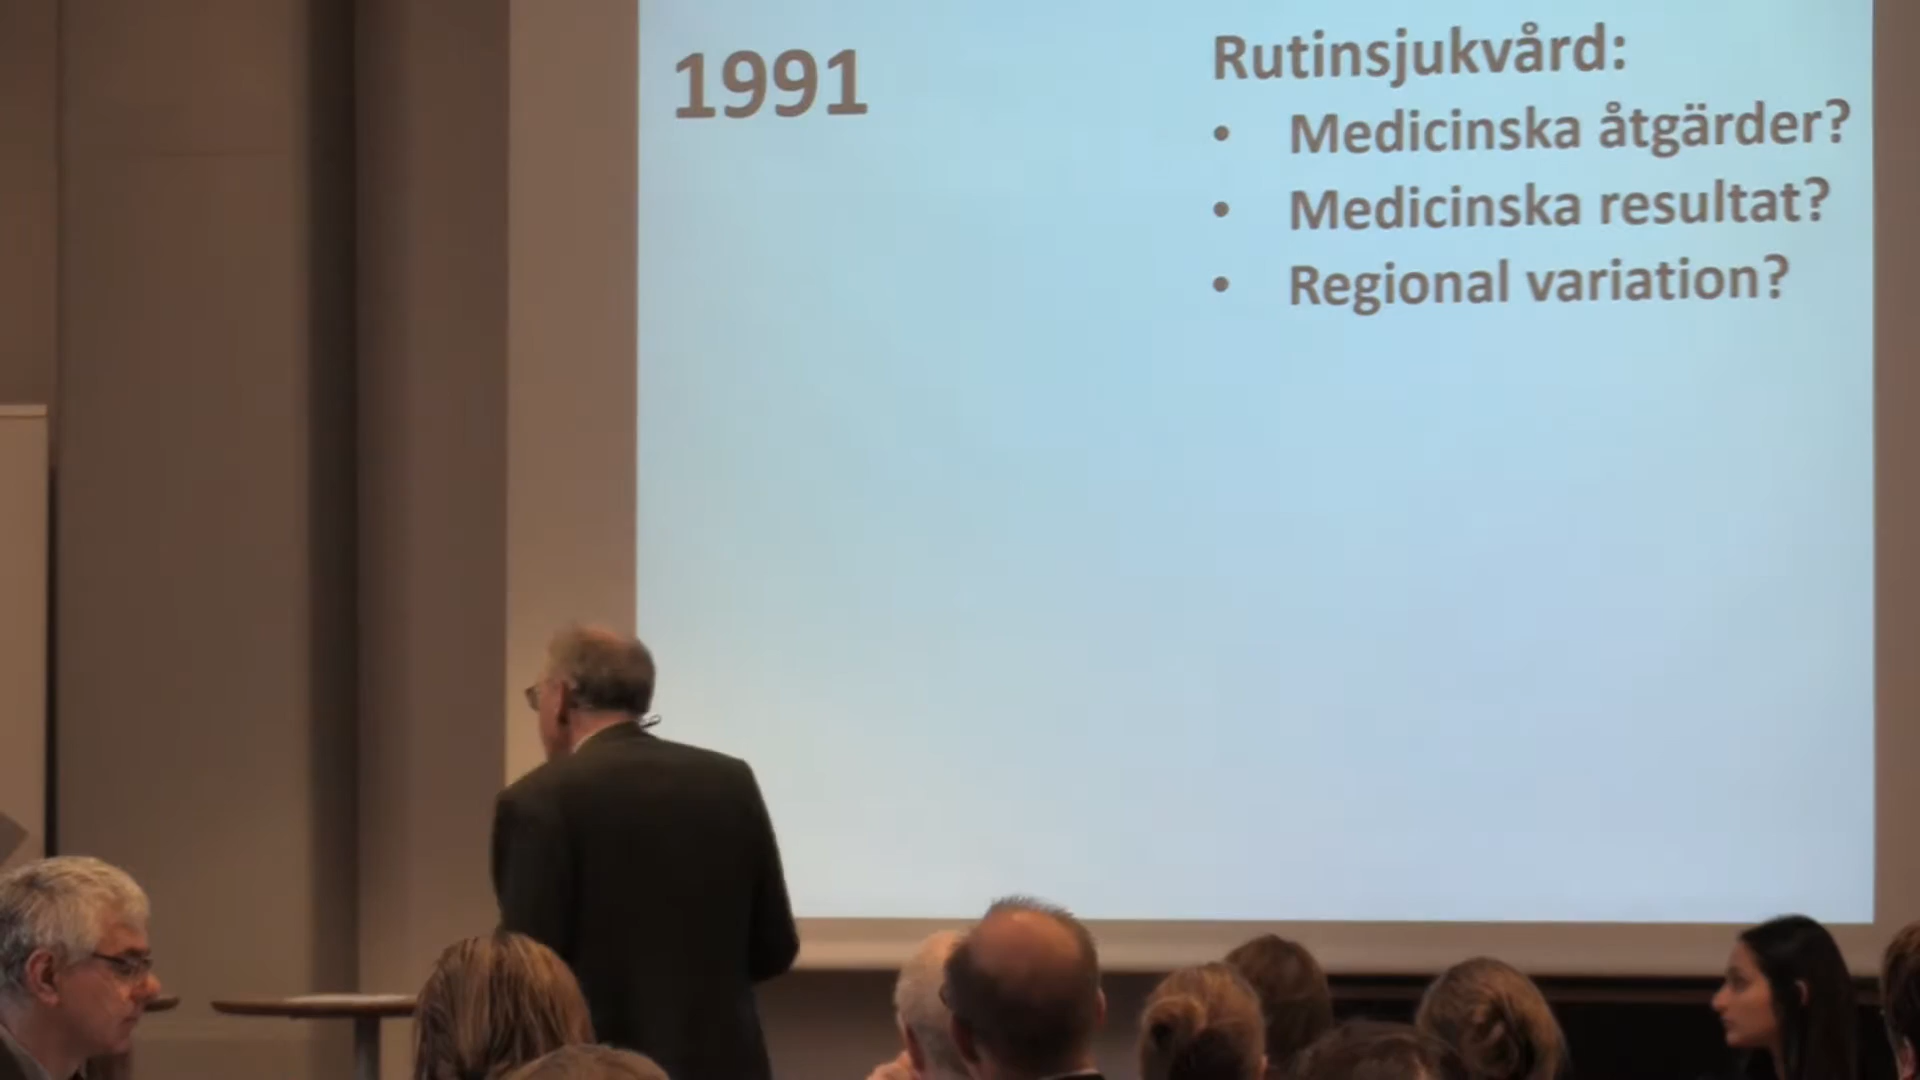 1991
Rutinsjukvård:
• Medicinska åtgärder?
• Medicinska resultat?
• Regional variation?